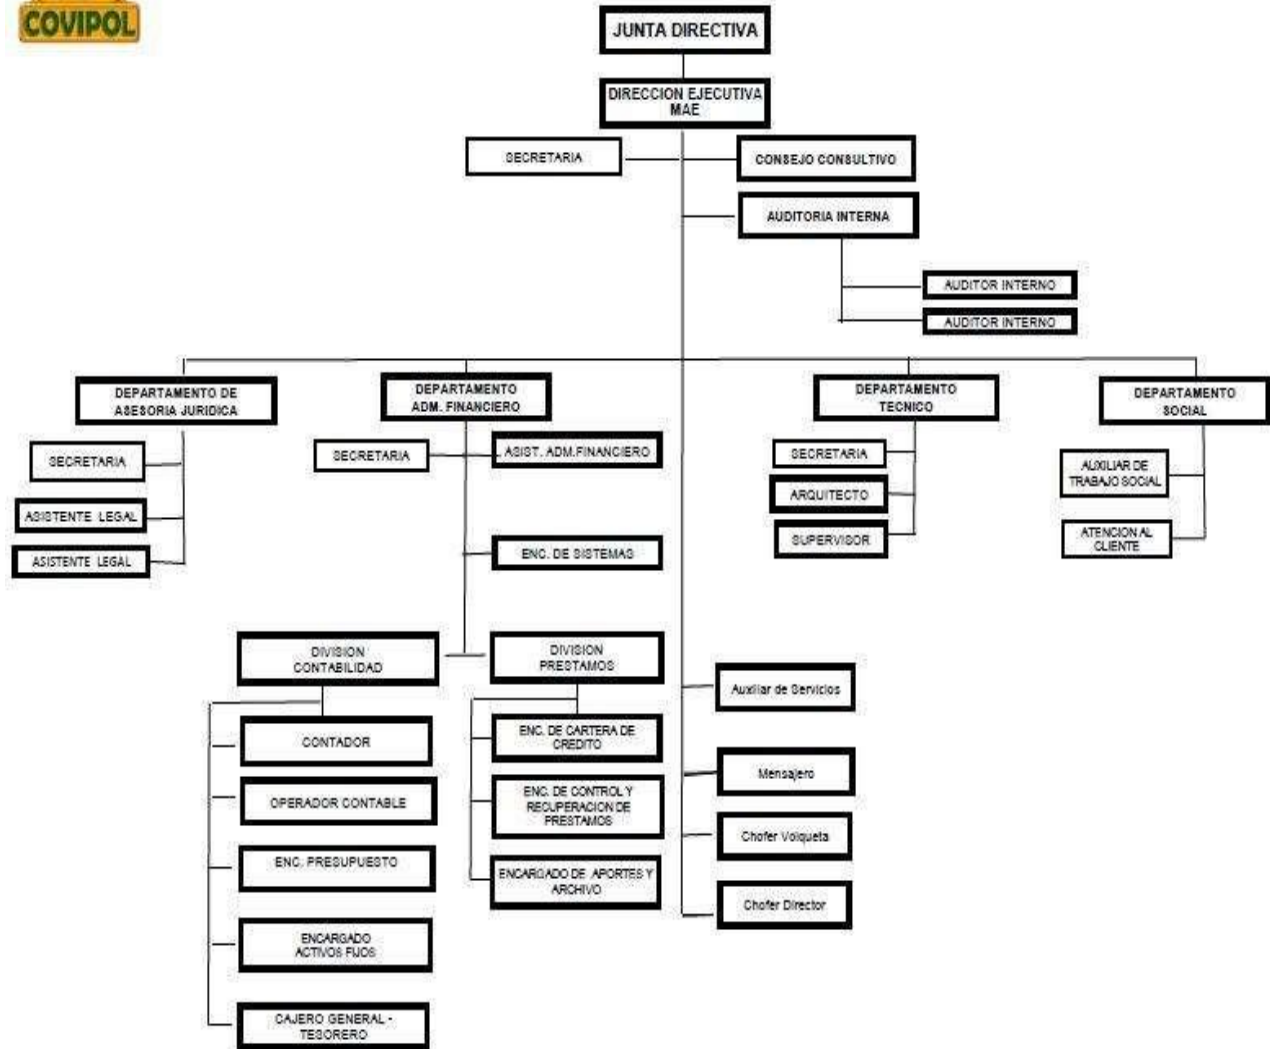 COVIPOL
JUNTA DIRECTIVA
DIRECCION EJECUTIVA
MAE
SECRETARIA
CONSEJO CONSULTIVO
AUDITORIA INTERNA
AUDITOR INTERNO
AUDITOR INTERNO
DEPARTAMENTO DE
ASESORIA JURIDICA
SECRETARIA
ASISTENTE LEGAL
ASISTENTE LEGAL
DEPARTAMENTO
ADM. FINANCIERO
SECRETARIA
ASIST. ADM.FINANCIERO
ENC. DE SISTEMAS
DIVISION
CONTABILIDAD
CONTADOR
OPERADOR CONTABLE
ENC. PRESUPUESTO
ENCARGADO
ACTIVOS FIJOS
CAJERO GENERAL -
TESORERO
DIVISION
PRESTAMOS
ENC. DE CARTERA DE
CREDITO
ENC. DE CONTROL Y
RECUPERACION DE
PRESTAMOS
ENCARGADO DE APORTES Y
ARCHIVO
DEPARTAMENTO
TECNICO
SECRETARIA
ARQUITECTO
SUPERVISOR
DEPARTAMENTO
SOCIAL
AUXILIAR DE
TRABAJO SOCIAL
ATENCION AL
CLIENTE
Auxiliar de Servicios
Mensajero
Chofer Volqueta
Chofer Director